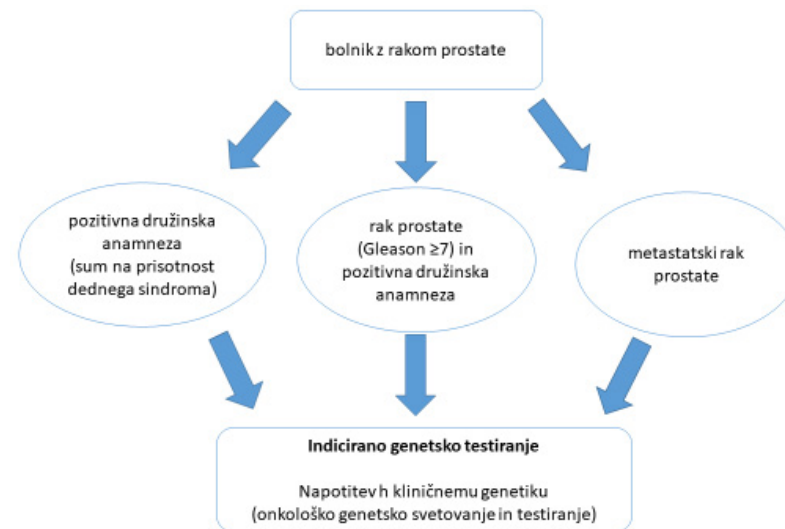 bolnik z rakom prostate
pozitivna družinska
anamneza
(sum na prisotnost
dednega sindroma)
rak prostate
(Gleason ≥7) in
pozitivna družinska
anamneza
metastatski rak
prostate
Indicirano genetsko testiranje
Napotitev h kliničnemu genetiku
(onkološko genetsko svetovanje in testiranje)